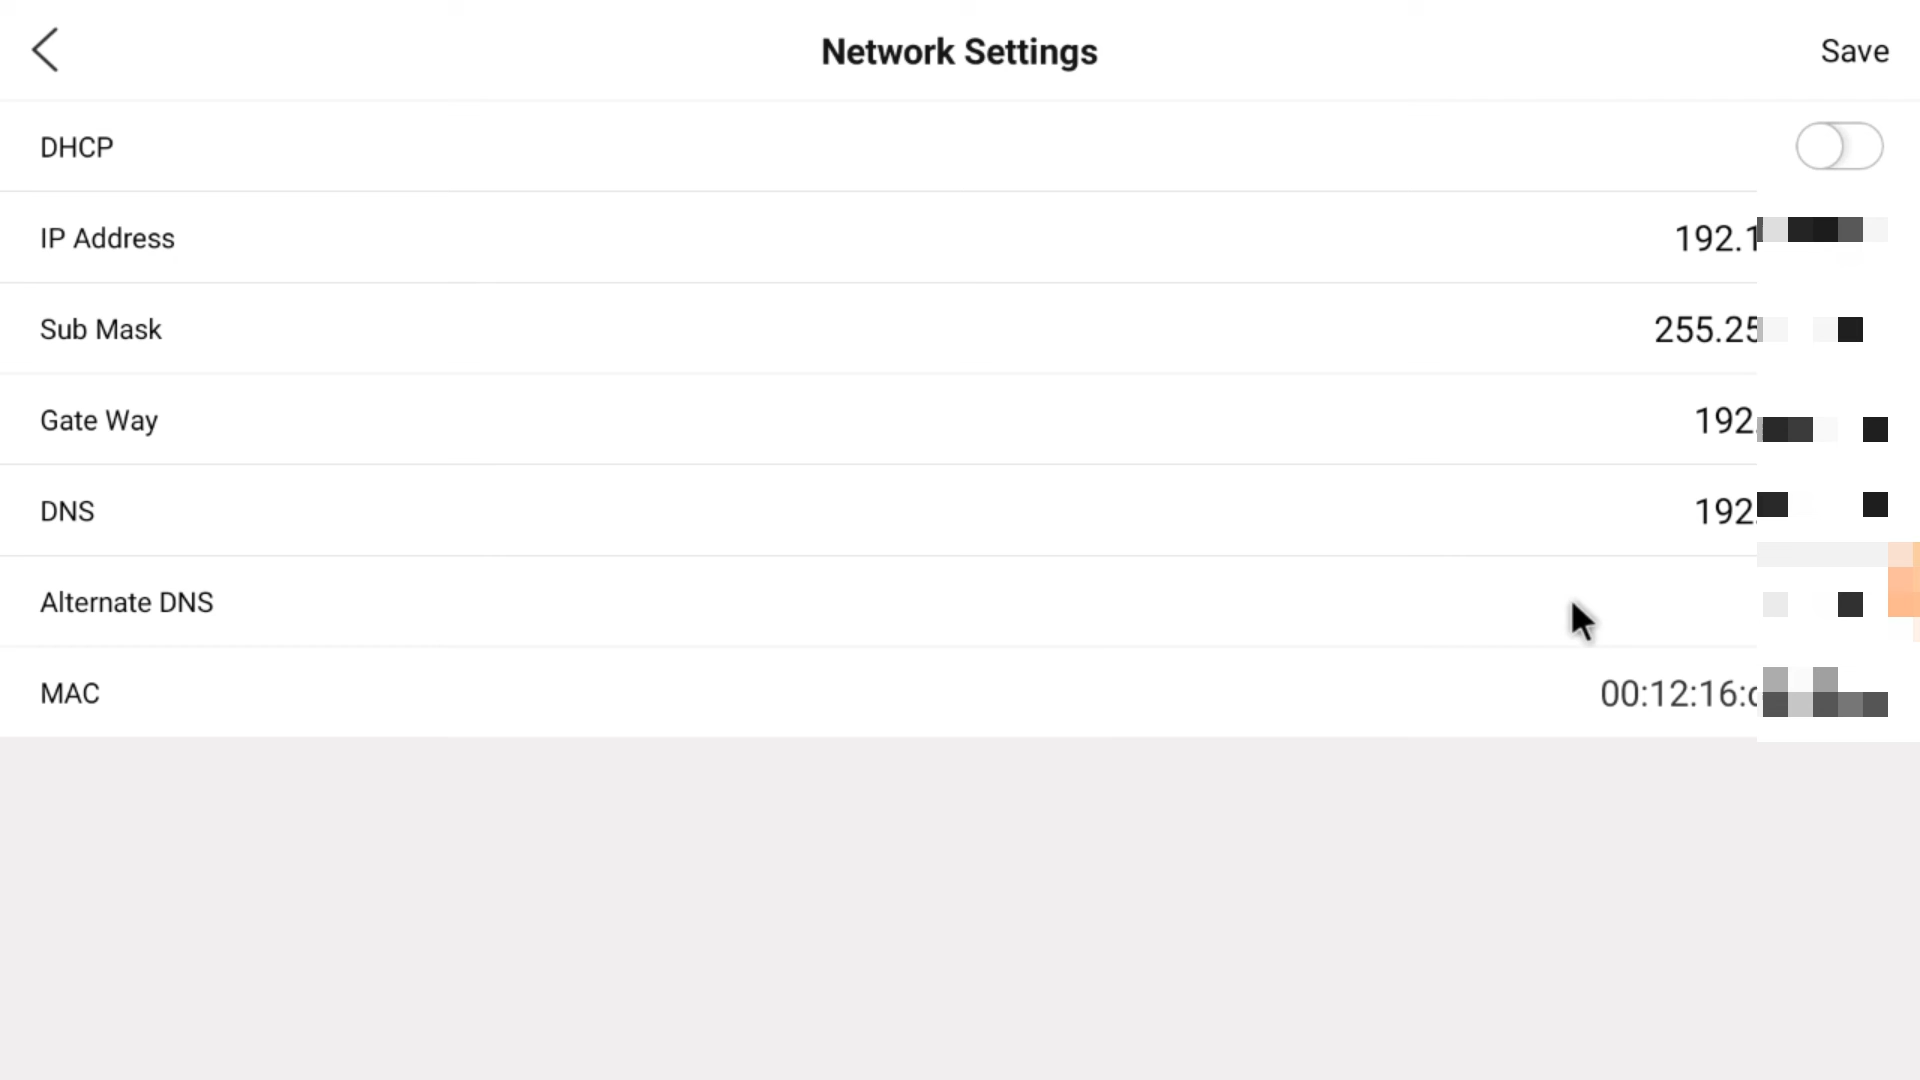 Network Settings
Save
DHCP
IP Address
192.1
Sub Mask
255.25
Gate Way
192.
DNS
192.
Alternate DNS
MAC
00:12:16: